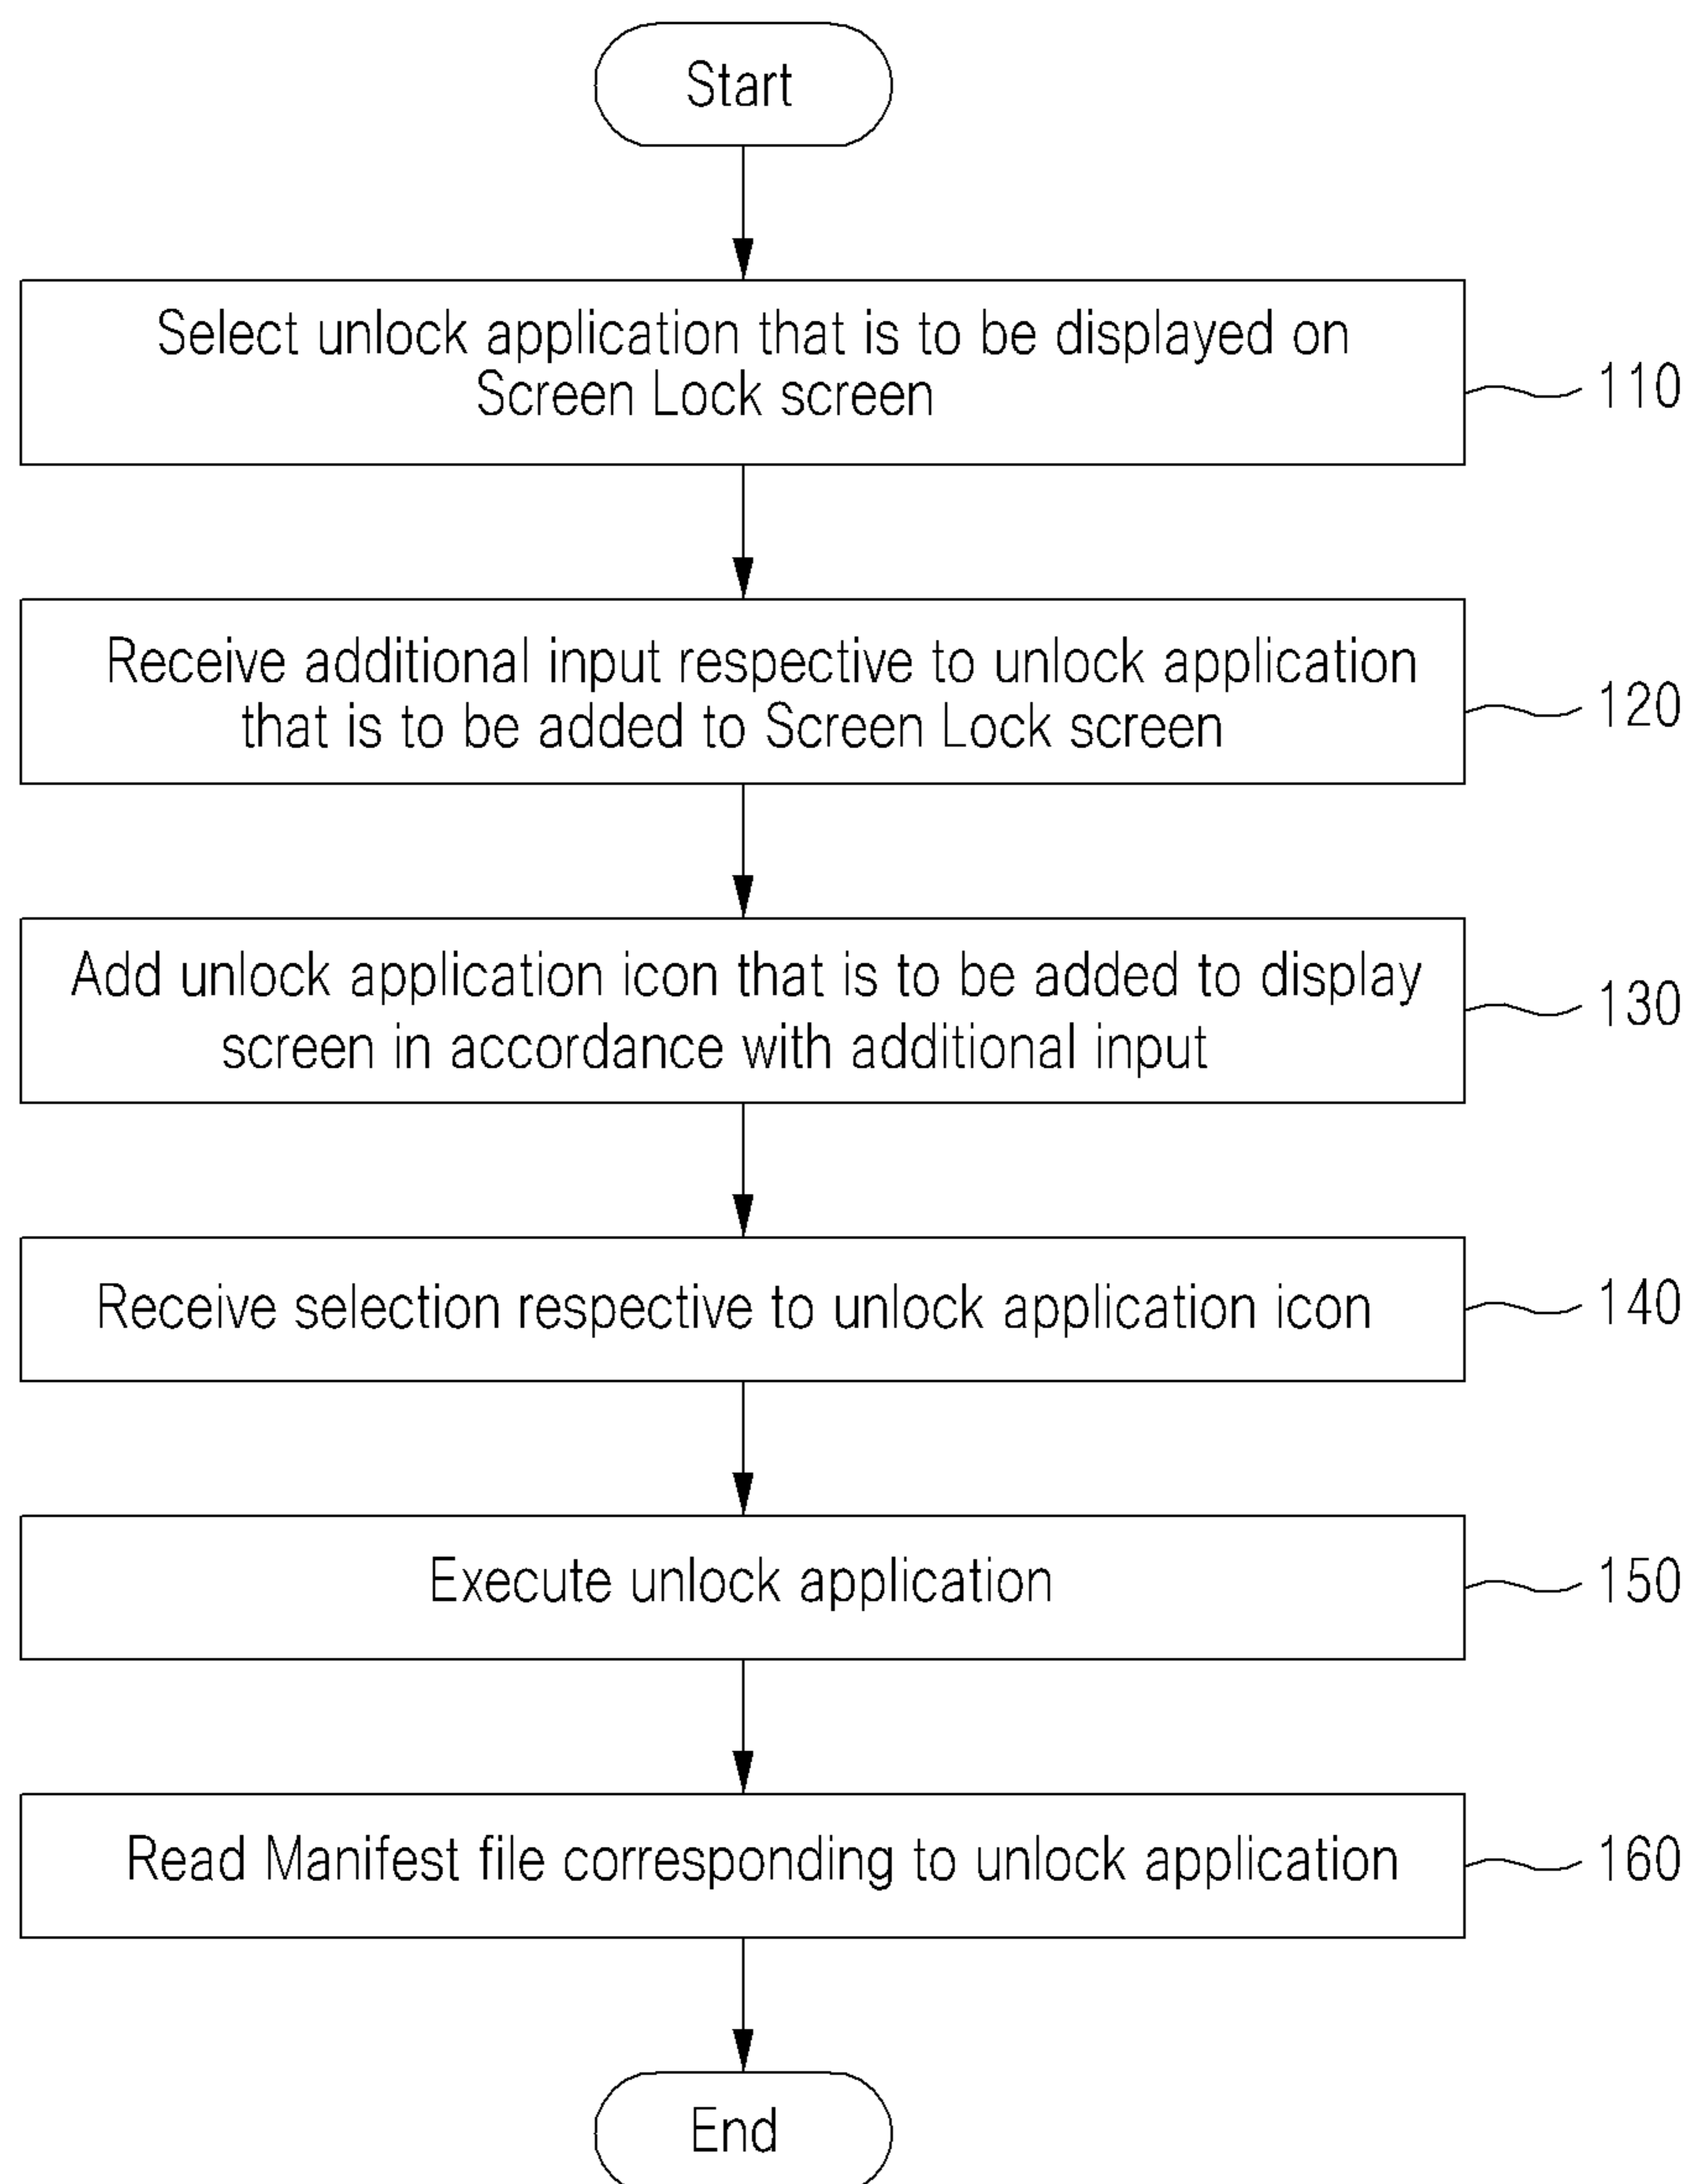 Start
Select unlock application that is to be displayed on
Screen Lock screen
110
Receive additional input respective to unlock application
that is to be added to Screen Lock screen
120
Add unlock application icon that is to be added to display
screen in accordance with additional input
130
Receive selection respective to unlock application icon
140
Execute unlock application
150
Read Manifest file corresponding to unlock application
160
End